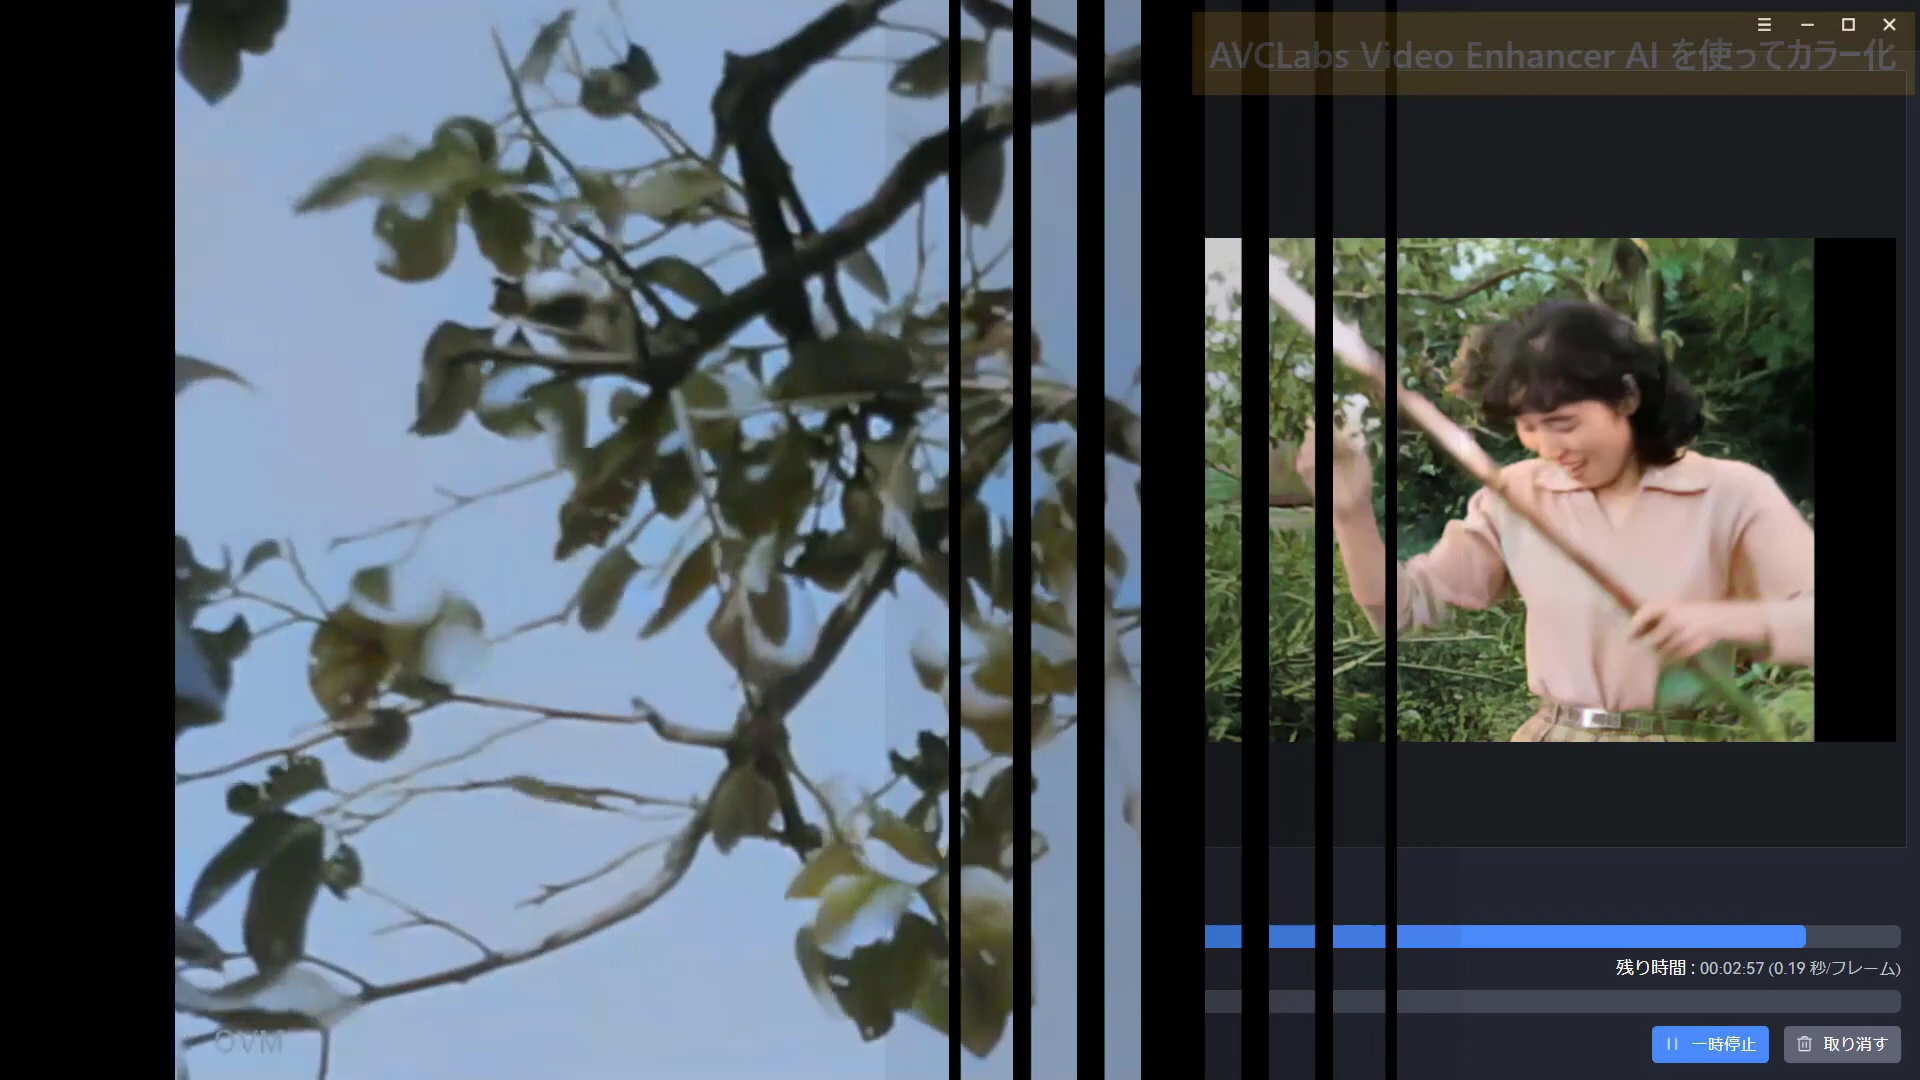 AVCLabs Video Enhancer AI を使ってカラー化
残り時間 : 00:02:57 (0.19 秒/フレーム)
一時停止
取り消す
OVM